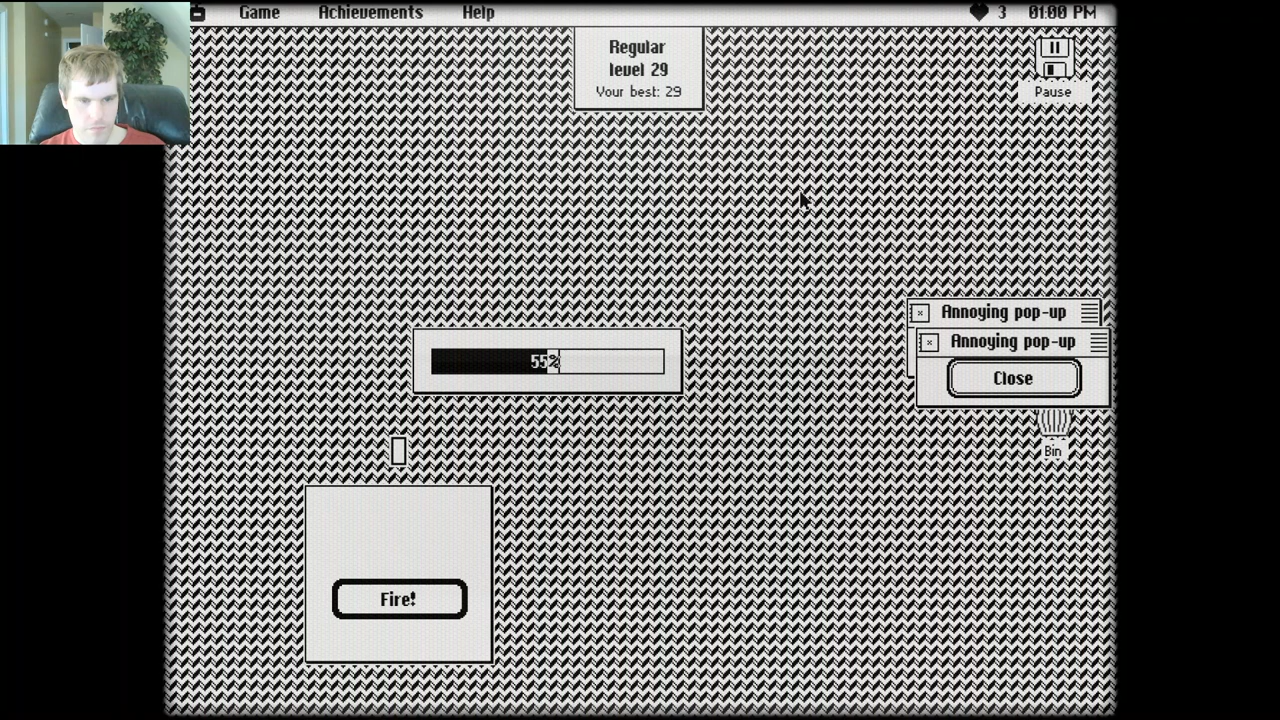 Game Achievements Help 3 01:00 PM
Regular
level 29
Your best: 29
Pause
Annoying pop-up
Annoying pop-up
Close
55%
Bin
Fire!